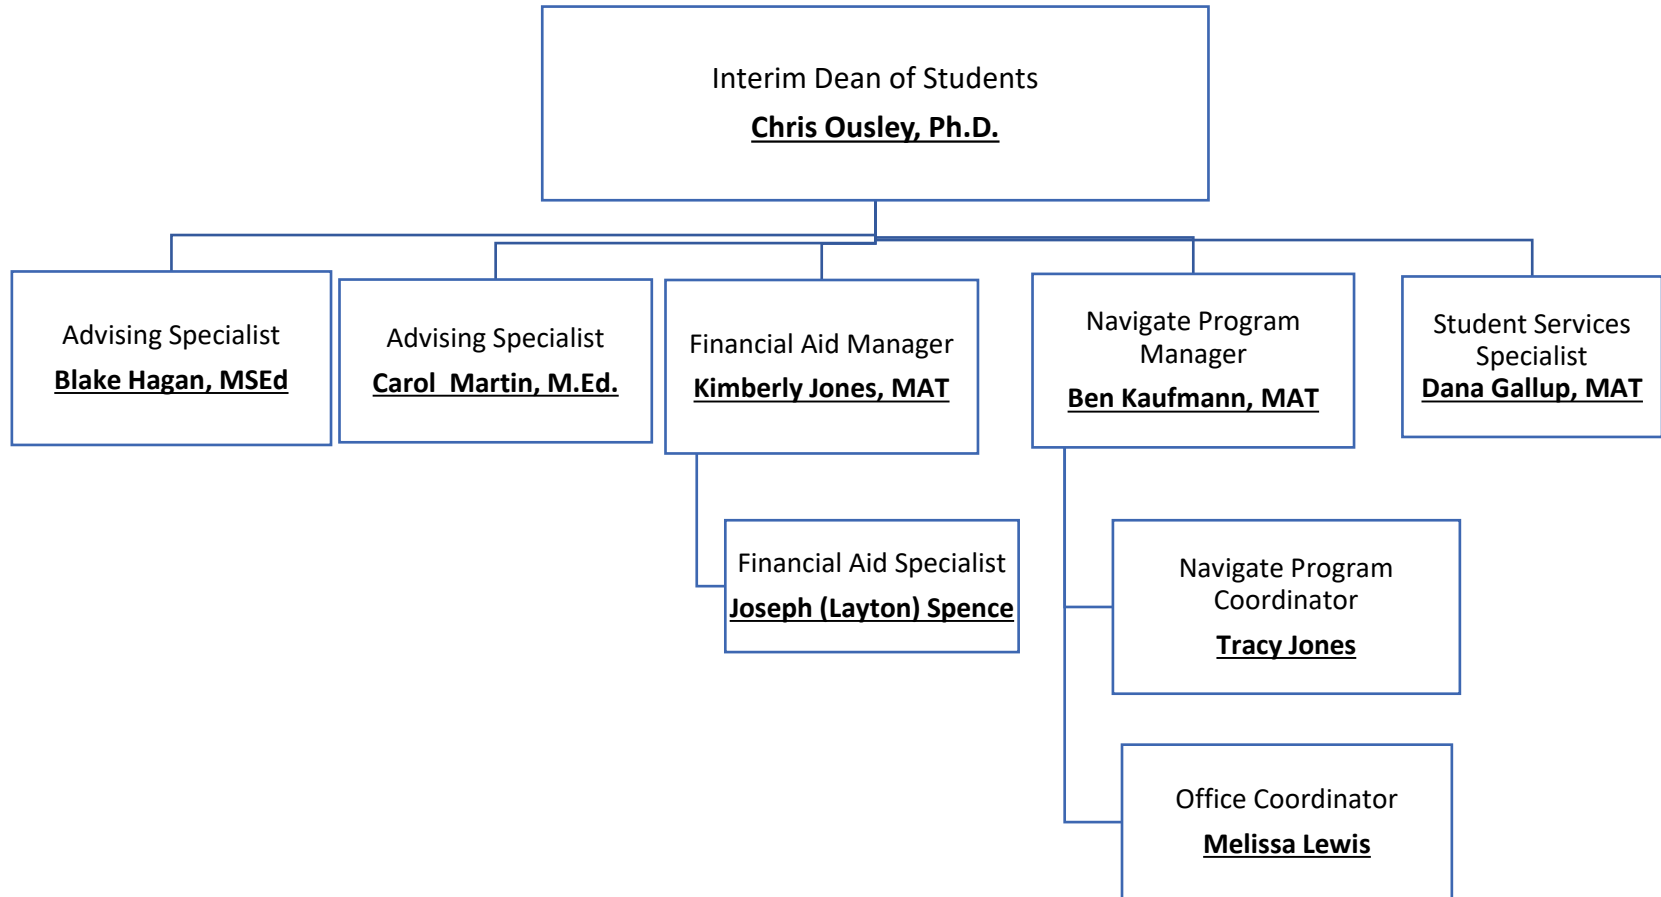 Interim Dean of Students
Chris Ousley, Ph.D.
Advising Specialist
Blake Hagan, MSEd
Advising Specialist
Carol  Martin, M.Ed.
Financial Aid Manager
Kimberly Jones, MAT
Navigate Program
Manager
Ben Kaufmann, MAT
Student Services
Specialist
Dana Gallup, MAT
Financial Aid Specialist
Joseph (Layton) Spence
Navigate Program
Coordinator
Tracy Jones
Office Coordinator
Melissa Lewis